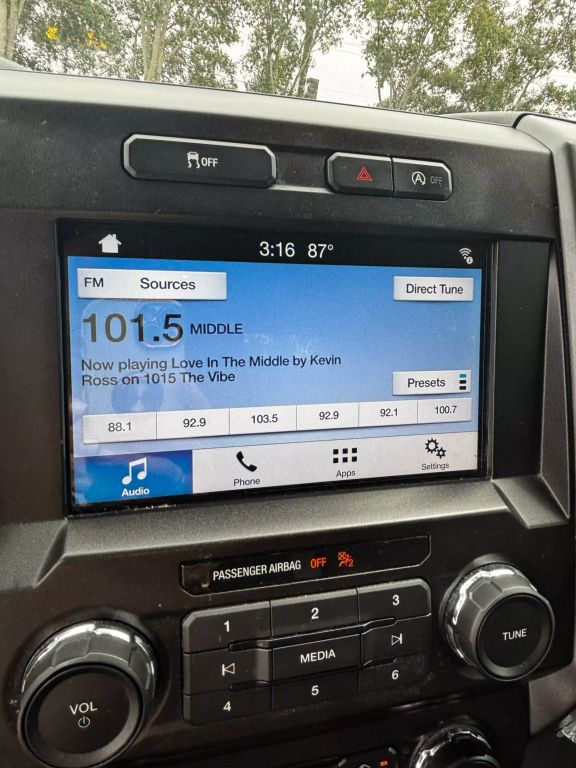 OFF
OFF
3:16 87°
FM Sources
Direct Tune
101.5 MIDDLE
Now playing Love In The Middle by Kevin
Ross on 1015 The Vibe
Presets
88.1 92.9 103.5 92.9 92.1 100.7
Audio Phone Apps Settings
PASSENGER AIRBAG OFF 2
1 2 3
MEDIA
4 5 6
VOL
TUNE